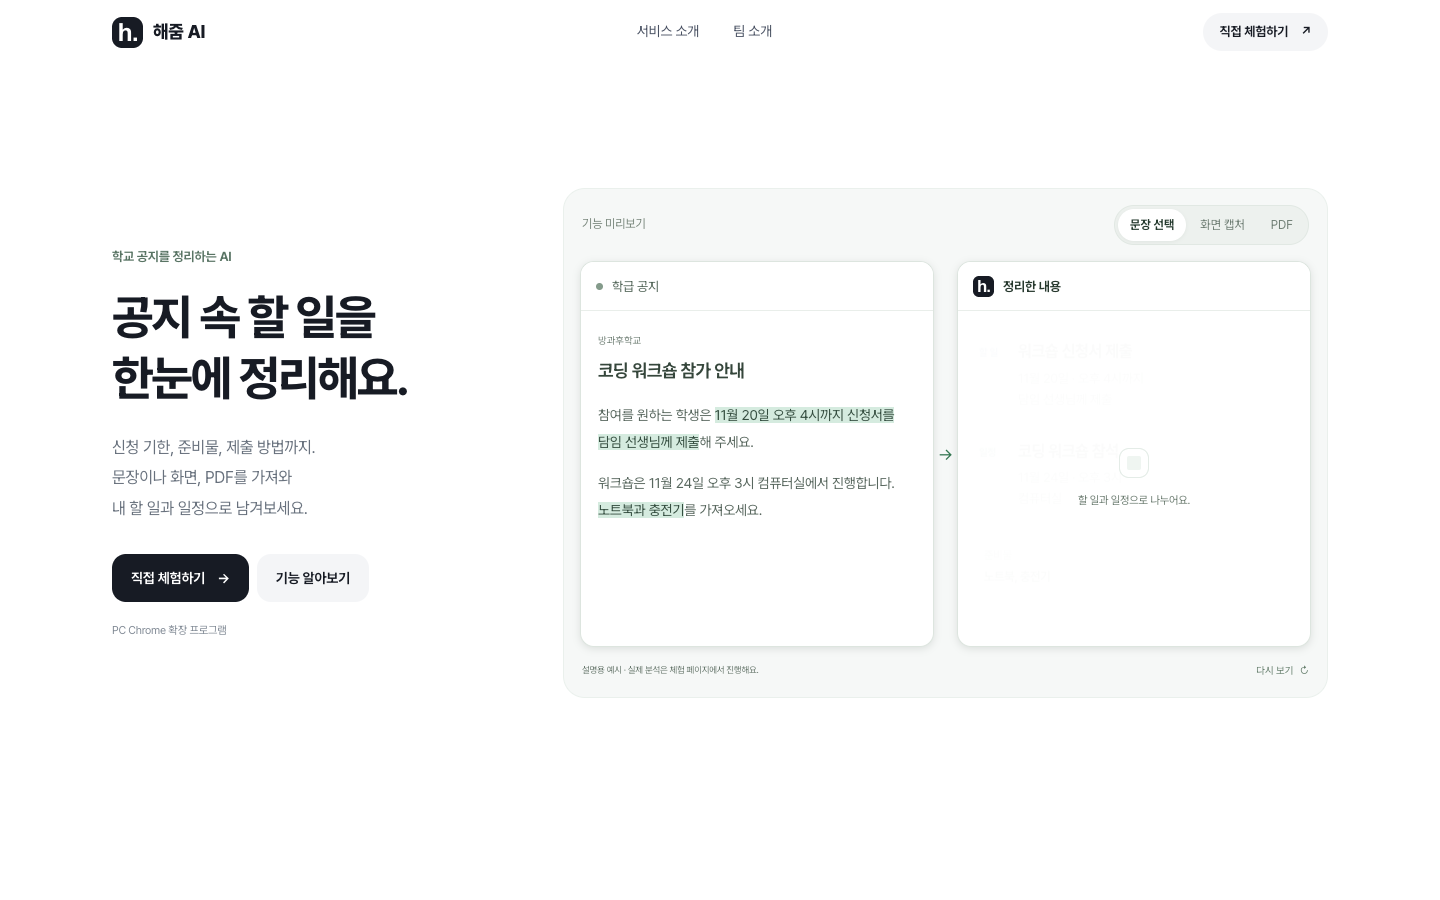 h. 해줌 AI
서비스 소개
팀 소개
직접 체험하기 ↗
학교 공지를 정리하는 AI
공지 속 할 일을
한눈에 정리해요.
신청 기한, 준비물, 제출 방법까지.
문장이나 화면, PDF를 가져와
내 할 일과 일정으로 남겨보세요.
직접 체험하기 →
기능 알아보기
PC Chrome 확장 프로그램
기능 미리보기
문장 선택
화면 캡처
PDF
학급 공지
방과후학교
코딩 워크숍 참가 안내
참여를 원하는 학생은 11월 20일 오후 4시까지 신청서를
담임 선생님께 제출해 주세요.
워크숍은 11월 24일 오후 3시 컴퓨터실에서 진행합니다.
노트북과 충전기를 가져오세요.
→
h. 정리한 내용
할 일과 일정으로 나누어요.
설명용 예시 · 실제 분석은 체험 페이지에서 진행해요.
다시 보기